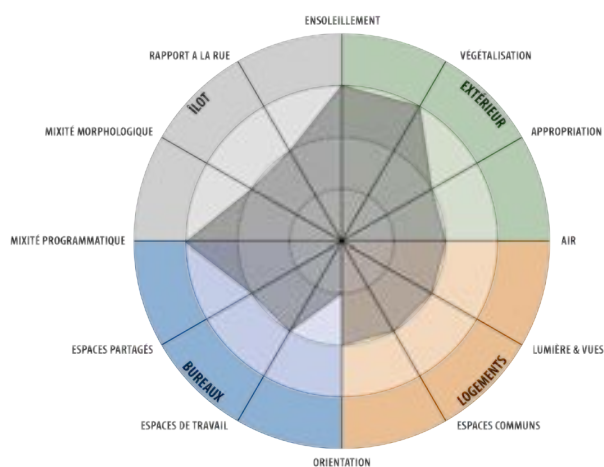 ENSOLEILLEMENT
RAPPORT A LA RUE
VÉGÉTALISATION
ÎLOT
EXTÉRIEUR
MIXITÉ MORPHOLOGIQUE
APPROPRIATION
MIXITÉ PROGRAMMATIQUE
AIR
ESPACES PARTAGÉS
LUMIÈRE & VUES
BUREAUX
LOGEMENTS
ESPACES DE TRAVAIL
ESPACES COMMUNS
ORIENTATION